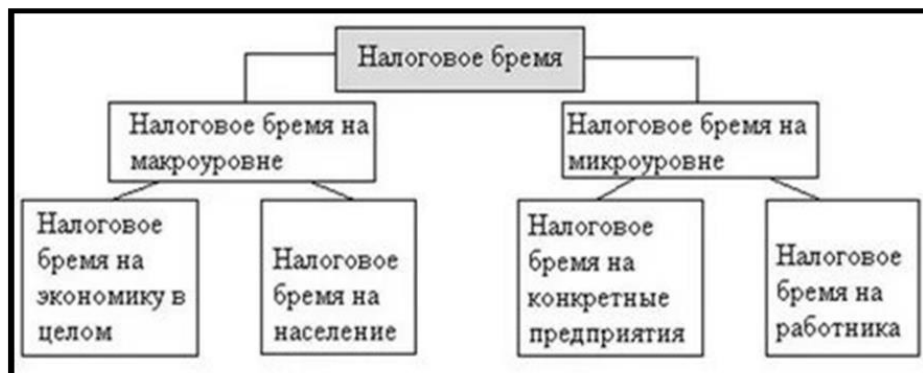 Налоговое бремя
Налоговое бремя на
макроуровне
Налоговое бремя на
микроуровне
Налоговое
бремя на
экономику в
целом
Налоговое
бремя на
население
Налоговое
бремя на
конкретные
предприятия
Налоговое
бремя на
работника